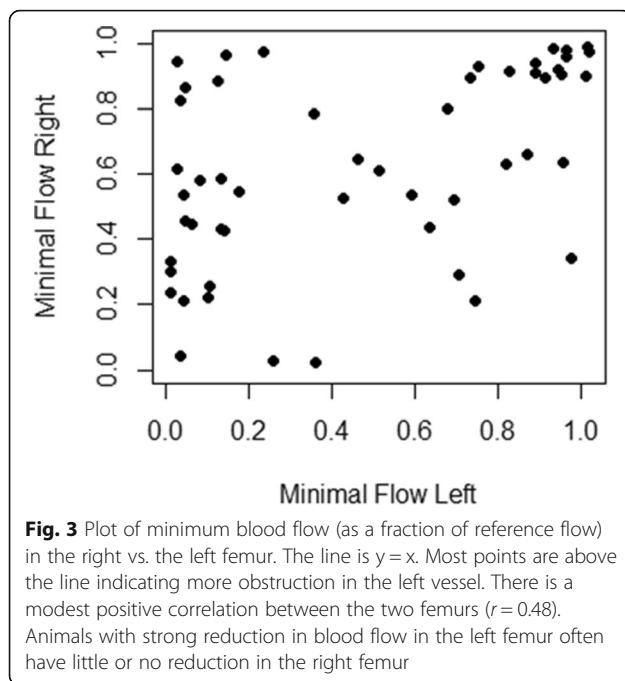 1.0
0.8
0.6
0.4
0.2
0.0
Minimal Flow Right
0.0 0.2 0.4 0.6 0.8 1.0
Minimal Flow Left
Fig. 3 Plot of minimum blood flow (as a fraction of reference flow)
in the right vs. the left femur. The line is y = x. Most points are above
the line indicating more obstruction in the left vessel. There is a
modest positive correlation between the two femurs (r = 0.48).
Animals with strong reduction in blood flow in the left femur often
have little or no reduction in the right femur